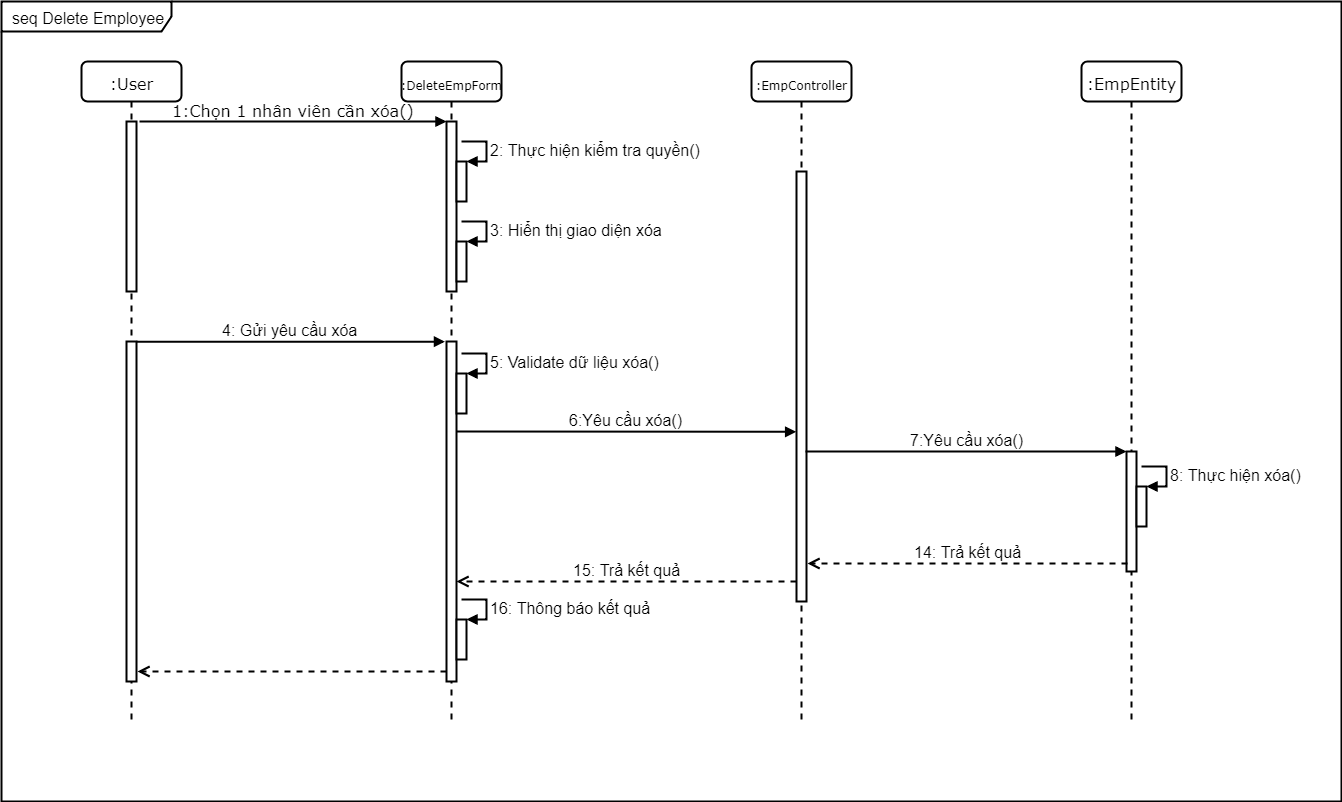 seq Delete Employee
:User
:DeleteEmpForm
:EmpController
:EmpEntity
1:Chọn 1 nhân viên cần xóa()
2: Thực hiện kiểm tra quyền()
3: Hiển thị giao diện xóa
4: Gửi yêu cầu xóa
5: Validate dữ liệu xóa()
6:Yêu cầu xóa()
7:Yêu cầu xóa()
8: Thực hiện xóa()
14: Trả kết quả
15: Trả kết quả
16: Thông báo kết quả